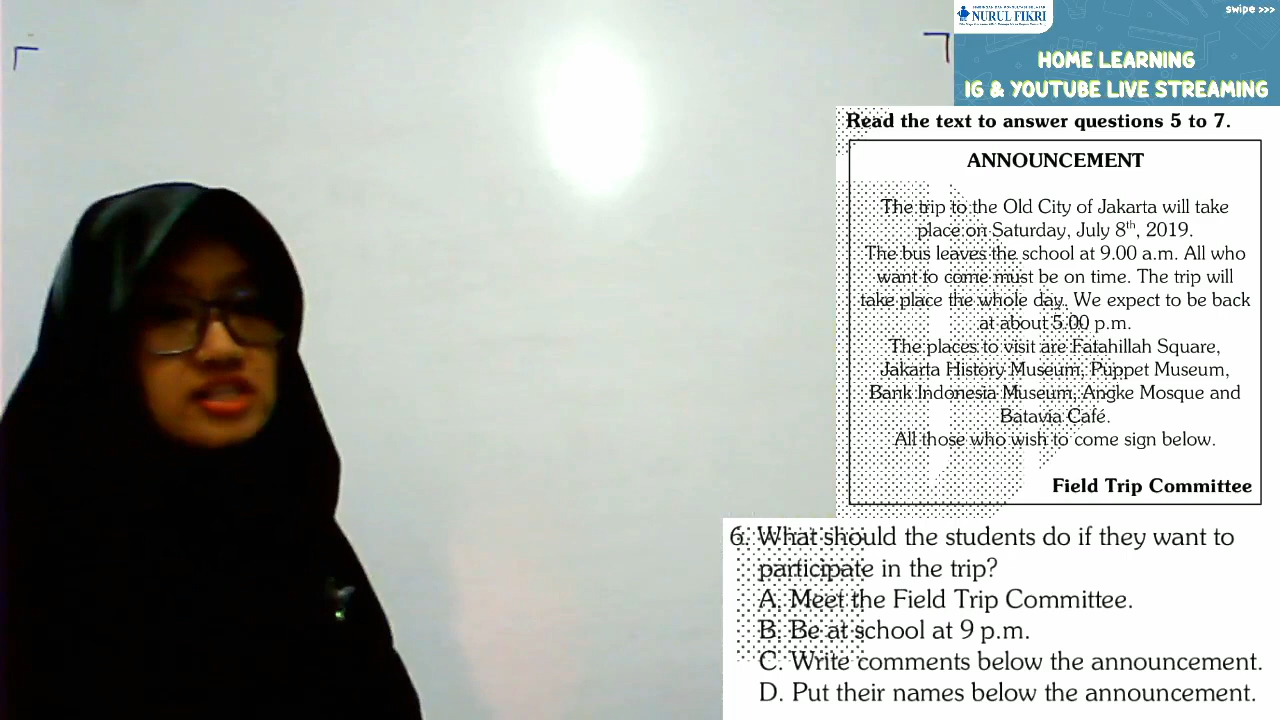 NURUL FIKRI
swipe >>>
HOME LEARNING
IG & YOUTUBE LIVE STREAMING
Read the text to answer questions 5 to 7.
ANNOUNCEMENT
The trip to the Old City of Jakarta will take
place on Saturday, July 8th, 2019.
The bus leaves the school at 9.00 a.m. All who
want to come must be on time. The trip will
take place the whole day. We expect to be back
at about 5.00 p.m.
The places to visit are Fatahillah Square,
Jakarta History Museum, Puppet Museum,
Bank Indonesia Museum, Angke Mosque and
Batavia Café.
All those who wish to come sign below.
Field Trip Committee
6. What should the students do if they want to
participate in the trip?
A. Meet the Field Trip Committee.
B. Be at school at 9 p.m.
C. Write comments below the announcement.
D. Put their names below the announcement.